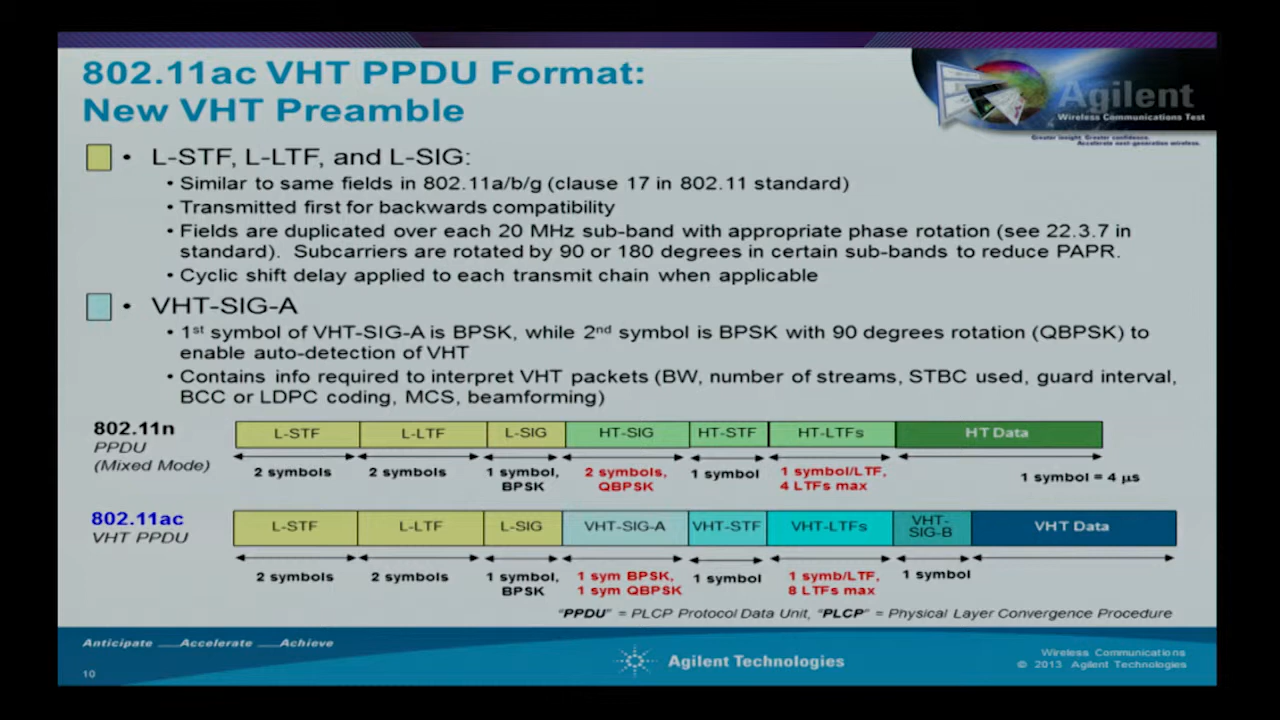 802.11ac VHT PPDU Format:
New VHT Preamble
Agilent
Wireless Communications Test
Greater insight. Greater confidence.
Accelerate next-generation wireless.
• L-STF, L-LTF, and L-SIG:
• Similar to same fields in 802.11a/b/g (clause 17 in 802.11 standard)
• Transmitted first for backwards compatibility
• Fields are duplicated over each 20 MHz sub-band with appropriate phase rotation (see 22.3.7 in
standard). Subcarriers are rotated by 90 or 180 degrees in certain sub-bands to reduce PAPR.
• Cyclic shift delay applied to each transmit chain when applicable
• VHT-SIG-A
• 1st symbol of VHT-SIG-A is BPSK, while 2nd symbol is BPSK with 90 degrees rotation (QBPSK) to
enable auto-detection of VHT
• Contains info required to interpret VHT packets (BW, number of streams, STBC used, guard interval,
BCC or LDPC coding, MCS, beamforming)
802.11n
PPDU
(Mixed Mode)
L-STF L-LTF L-SIG HT-SIG HT-STF HT-LTFs HT Data
2 symbols 2 symbols 1 symbol, 2 symbols, 1 symbol 1 symbol/LTF, 1 symbol = 4 µs
BPSK QBPSK 4 LTFs max
802.11ac
VHT PPDU
L-STF L-LTF L-SIG VHT-SIG-A VHT-STF VHT-LTFs VHT- VHT Data
SIG-B
2 symbols 2 symbols 1 symbol, 1 sym BPSK, 1 symbol 1 symb/LTF, 1 symbol
BPSK 1 sym QBPSK 8 LTFs max
"PPDU" = PLCP Protocol Data Unit, "PLCP" = Physical Layer Convergence Procedure
Anticipate __Accelerate __Achieve
Agilent Technologies
Wireless Communications
© 2013 Agilent Technologies
10